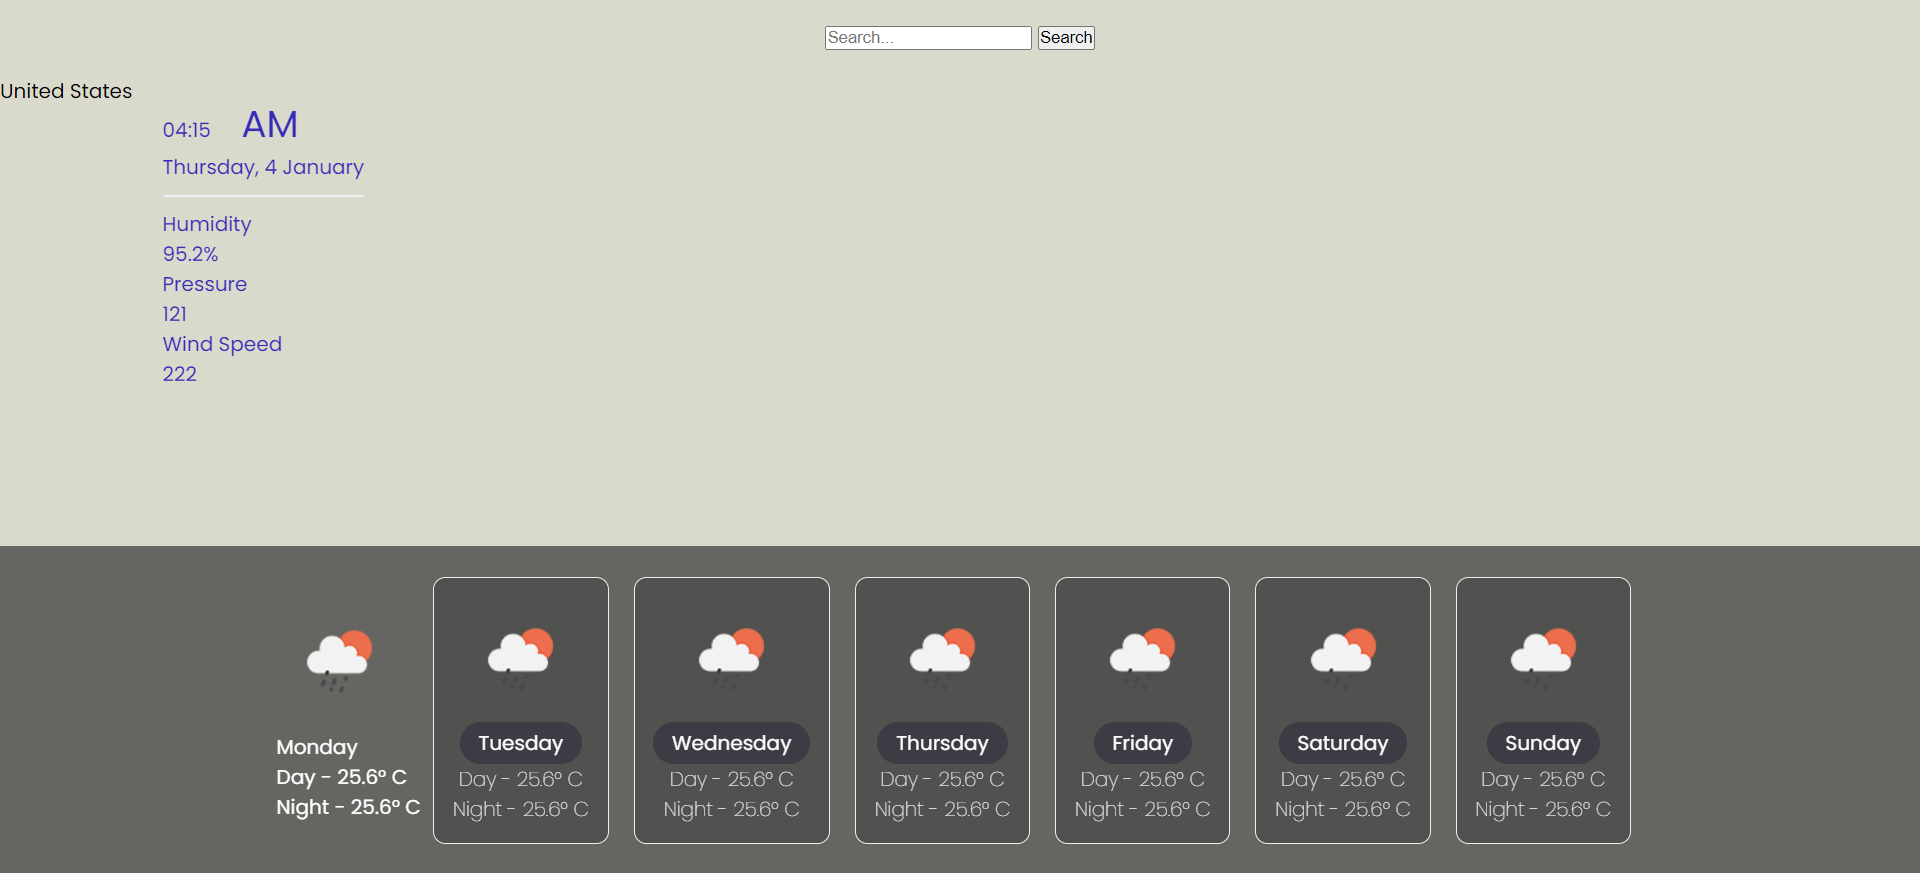 Search... Search
United States
04:15 AM
Thursday, 4 January
Humidity
95.2%
Pressure
121
Wind Speed
222
Monday
Day - 25.6° C
Night - 25.6° C
Tuesday
Day - 25.6° C
Night - 25.6° C
Wednesday
Day - 25.6° C
Night - 25.6° C
Thursday
Day - 25.6° C
Night - 25.6° C
Friday
Day - 25.6° C
Night - 25.6° C
Saturday
Day - 25.6° C
Night - 25.6° C
Sunday
Day - 25.6° C
Night - 25.6° C